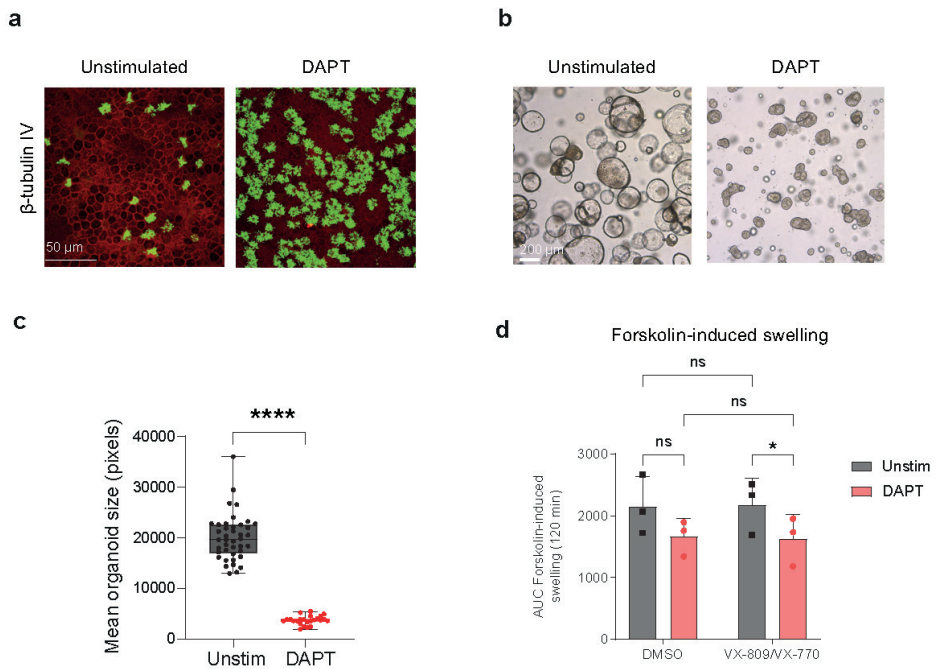 a
Unstimulated
DAPT
β-tubulin IV
50 μm
b
Unstimulated
DAPT
200 μm
c
****
Mean organoid size (pixels)
40000
30000
20000
10000
0
Unstim
DAPT
d
Forskolin-induced swelling
ns
ns
ns
*
AUC Forskolin-induced
swelling (120 min)
3000
2000
1000
0
DMSO
VX-809/VX-770
Unstim
DAPT